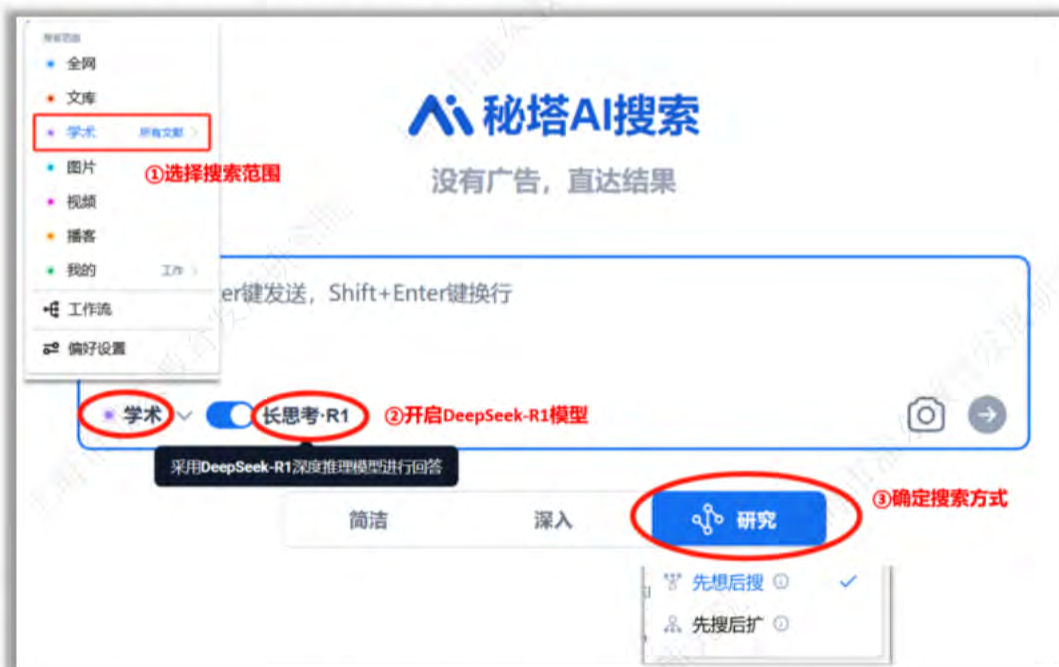 搜索范围
全网
文库
学术 所有文献 >
图片
①选择搜索范围
视频
播客
我的 工作 >
工作流
偏好设置
秘塔AI搜索
没有广告，直达结果
er键发送，Shift+Enter键换行
学术
长思考·R1
②开启DeepSeek-R1模型
采用DeepSeek-R1深度推理模型进行回答
简洁
深入
研究
③确定搜索方式
先想后搜
先搜后扩